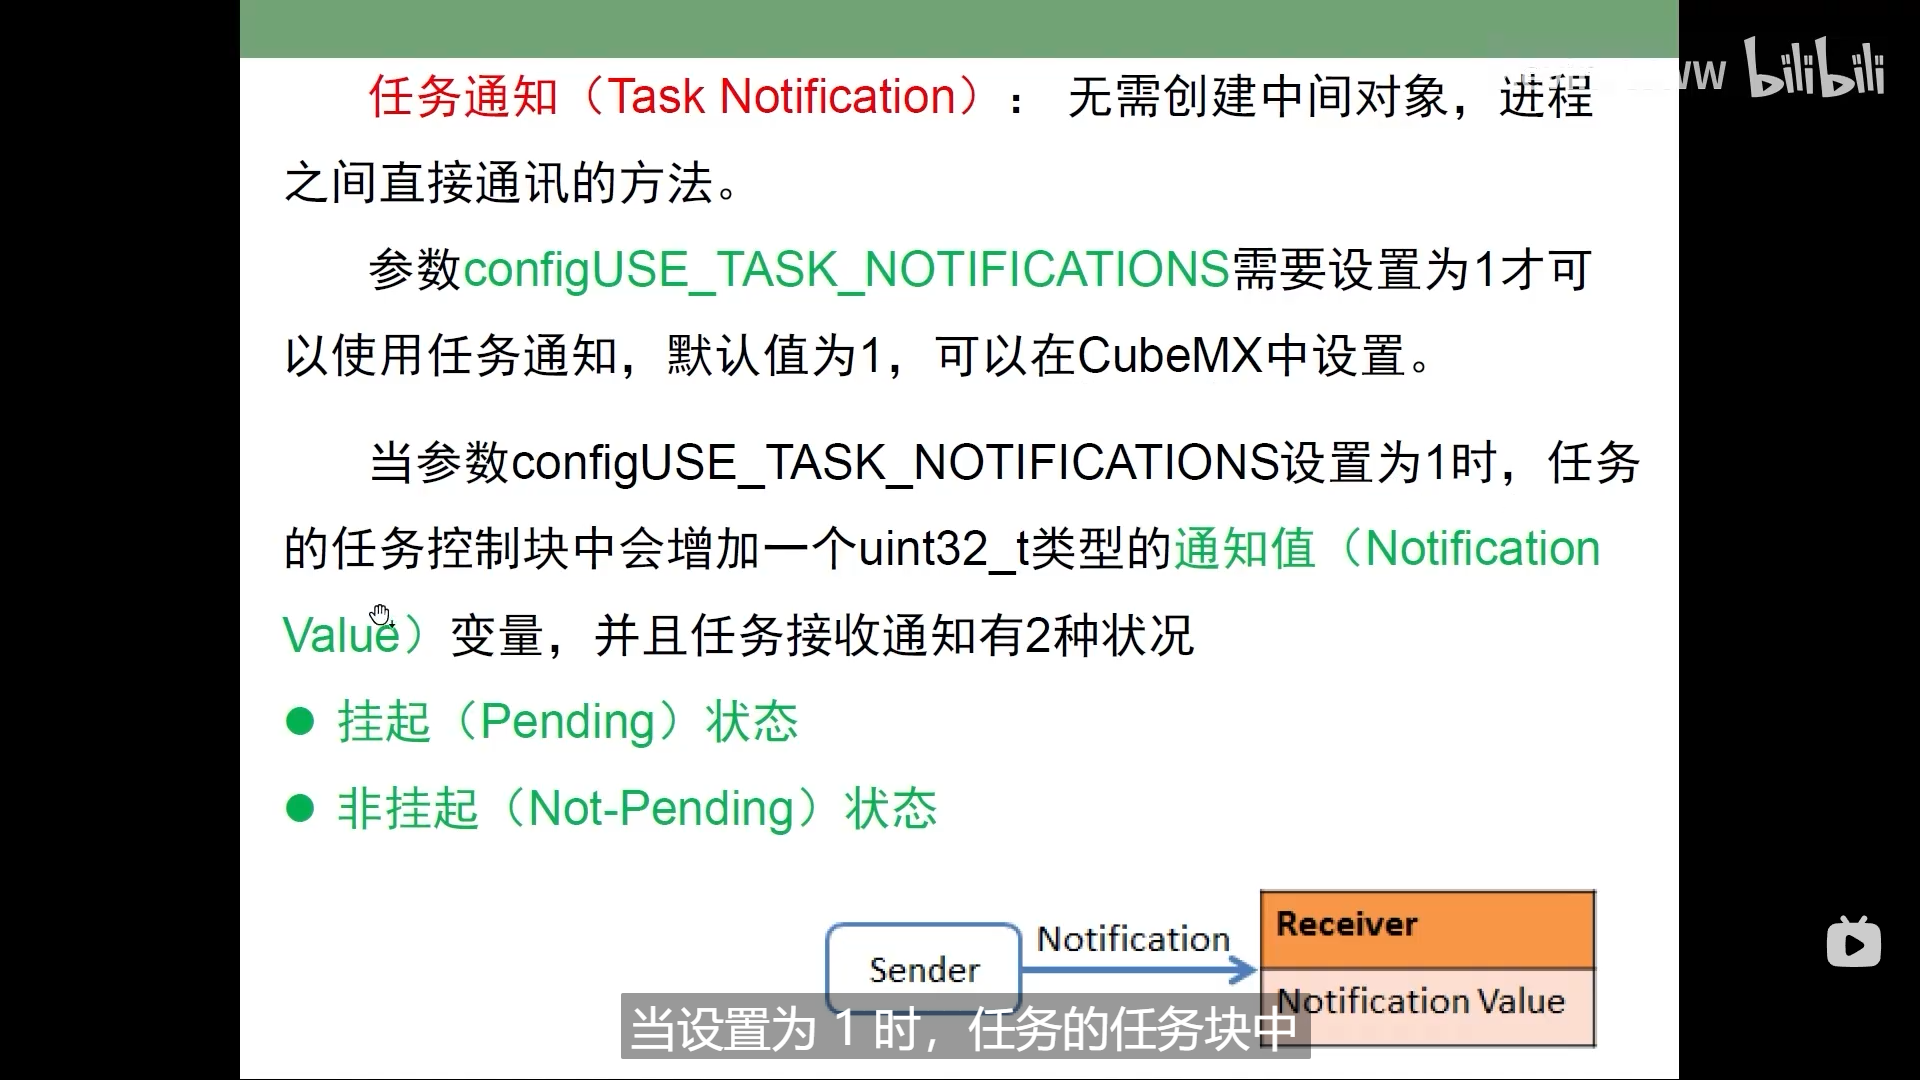 bilibili
任务通知（Task Notification）： 无需创建中间对象，进程
之间直接通讯的方法。
参数configUSE_TASK_NOTIFICATIONS需要设置为1才可
以使用任务通知，默认值为1，可以在CubeMX中设置。
当参数configUSE_TASK_NOTIFICATIONS设置为1时，任务
的任务控制块中会增加一个uint32_t类型的通知值（Notification
Value）变量，并且任务接收通知有2种状况
● 挂起（Pending）状态
● 非挂起（Not-Pending）状态
Sender
Notification
Receiver
Notification Value
当设置为 1 时，任务的任务块中